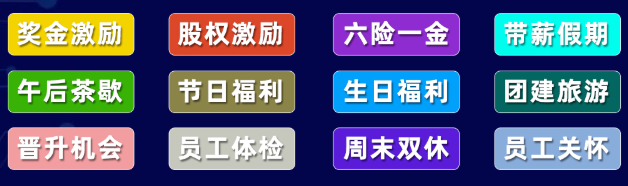 奖金激励 股权激励 六险一金 带薪假期
午后茶歇 节日福利 生日福利 团建旅游
晋升机会 员工体检 周末双休 员工关怀